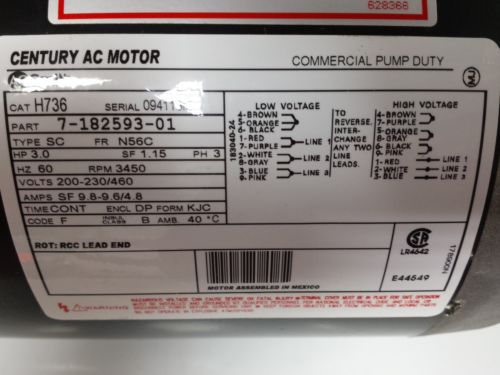 628366
CENTURY AC MOTOR
COMMERCIAL PUMP DUTY
CAT H736 SERIAL
PART 7-182593-01
TYPE SC FR N56C
HP 3.0 SF 1.15 PH 3
HZ 60 RPM 3450
VOLTS 200-230/460
AMPS SF 9.8-9.6/4.8
TIME CONT ENCL DP FORM KJC
CODE F INSUL CLASS B AMB. 40 °C
ROT: RCC LEAD END
183040-24
LOW VOLTAGE
4-BROWN
5-ORANGE
6-BLACK
1-RED
7-PURPLE LINE 1
2-WHITE
8-GRAY LINE 2
3-BLUE
9-PINK LINE 3
TO
REVERSE,
INTER-
CHANGE
ANY TWO
LINE
LEADS.
HIGH VOLTAGE
4-BROWN
7-PURPLE
5-ORANGE
8-GRAY
6-BLACK
9-PINK
1-RED LINE 1
2-WHITE LINE 2
3-BLUE LINE 3
MOTOR ASSEMBLED IN MEXICO
LR4642
E44549
WARNING